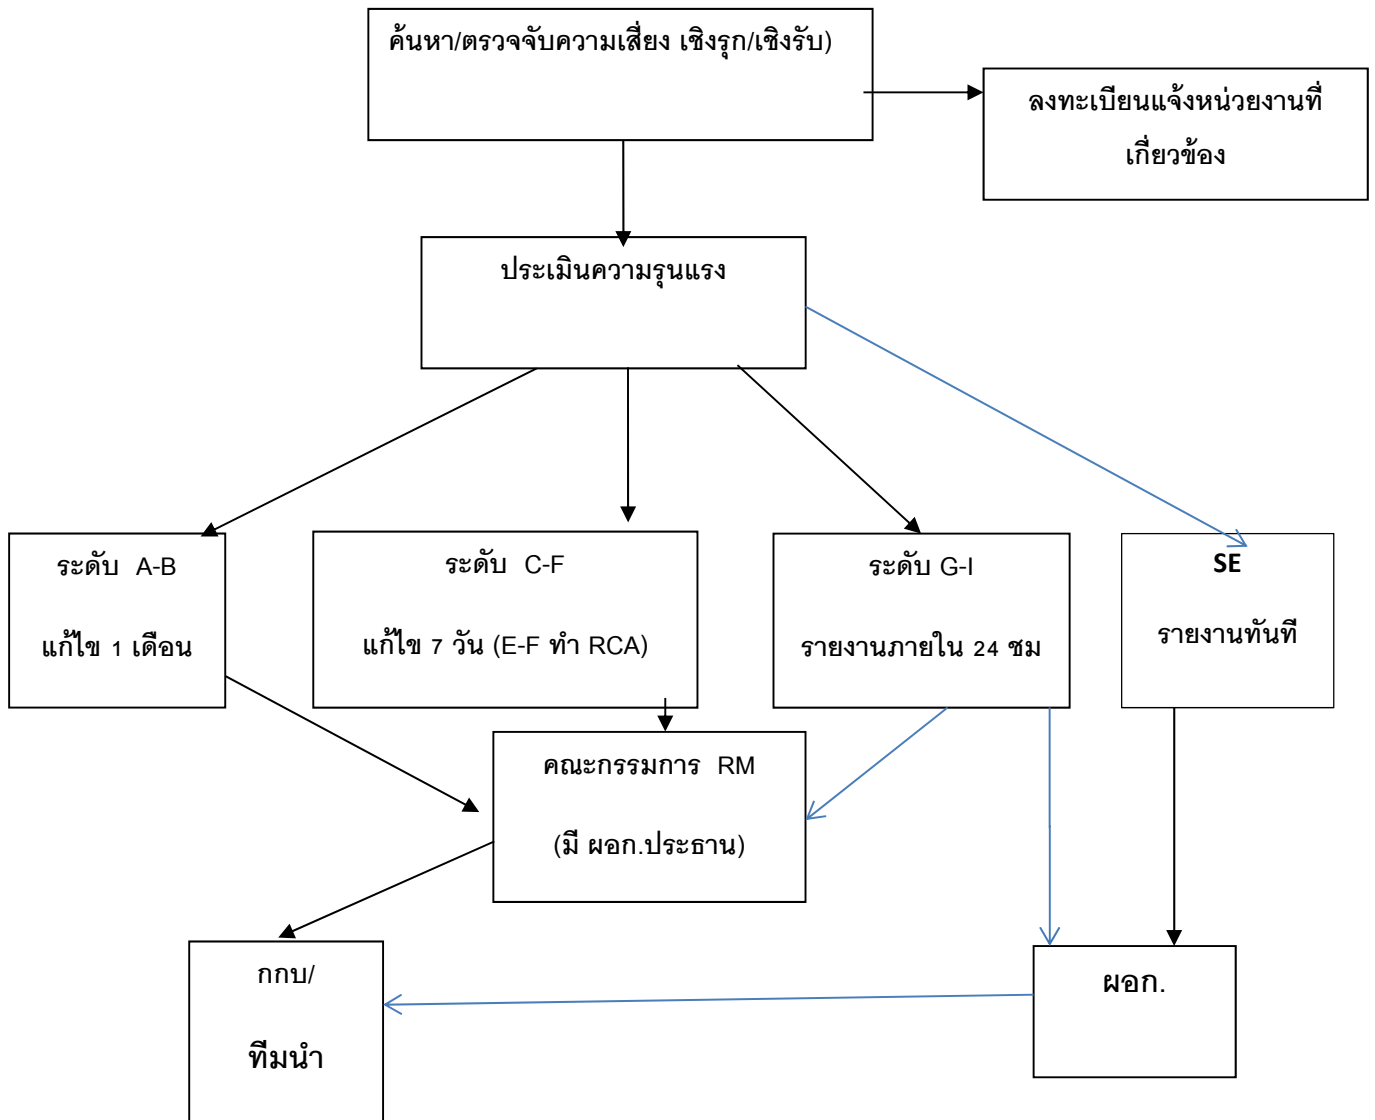 ค้นหา/ตรวจจับความเสี่ยง เชิงรุก/เชิงรับ)
ลงทะเบียนแจ้งหน่วยงานที่
เกี่ยวข้อง
ประเมินความรุนแรง
ระดับ A-B
แก้ไข 1 เดือน
ระดับ C-F
แก้ไข 7 วัน (E-F ทำ RCA)
ระดับ G-I
รายงานภายใน 24 ชม
SE
รายงานทันที
คณะกรรมการ RM
(มี ผอก.ประธาน)
กกบ/
ทีมนำ
ผอก.